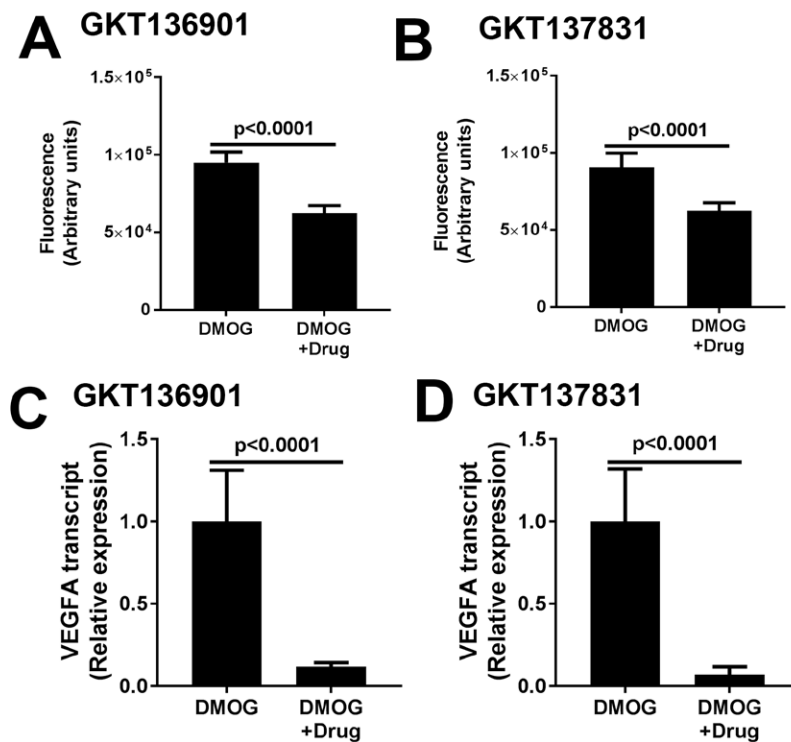 A GKT136901
Fluorescence
(Arbitrary units)
1.5×10⁵
1×10⁵
5×10⁴
0
p<0.0001
DMOG
DMOG
+Drug
B GKT137831
Fluorescence
(Arbitrary units)
1.5×10⁵
1×10⁵
5×10⁴
0
p<0.0001
DMOG
DMOG
+Drug
C GKT136901
VEGFA transcript
(Relative expression)
1.5
1.0
0.5
0.0
p<0.0001
DMOG
DMOG
+Drug
D GKT137831
VEGFA transcript
(Relative expression)
1.5
1.0
0.5
0.0
p<0.0001
DMOG
DMOG
+Drug